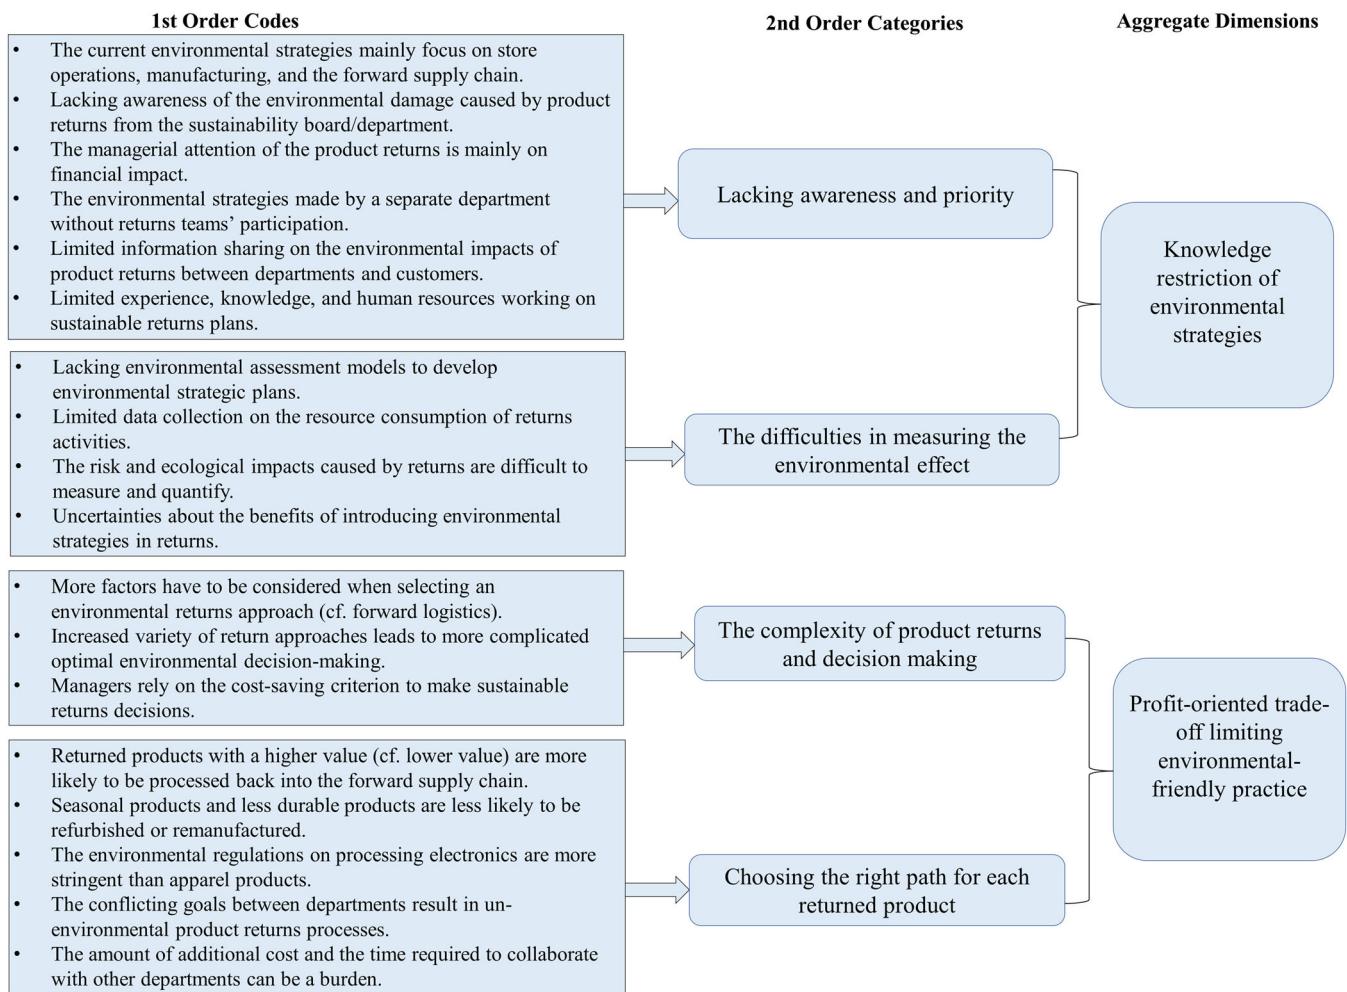 1st Order Codes
2nd Order Categories
Aggregate Dimensions
• The current environmental strategies mainly focus on store
operations, manufacturing, and the forward supply chain.
• Lacking awareness of the environmental damage caused by product
returns from the sustainability board/department.
• The managerial attention of the product returns is mainly on
financial impact.
• The environmental strategies made by a separate department
without returns teams’ participation.
• Limited information sharing on the environmental impacts of
product returns between departments and customers.
• Limited experience, knowledge, and human resources working on
sustainable returns plans.
Lacking awareness and priority
Knowledge
restriction of
environmental
strategies
• Lacking environmental assessment models to develop
environmental strategic plans.
• Limited data collection on the resource consumption of returns
activities.
• The risk and ecological impacts caused by returns are difficult to
measure and quantify.
• Uncertainties about the benefits of introducing environmental
strategies in returns.
The difficulties in measuring the
environmental effect
• More factors have to be considered when selecting an
environmental returns approach (cf. forward logistics).
• Increased variety of return approaches leads to more complicated
optimal environmental decision-making.
• Managers rely on the cost-saving criterion to make sustainable
returns decisions.
The complexity of product returns
and decision making
Profit-oriented trade-
off limiting
environmental-
friendly practice
• Returned products with a higher value (cf. lower value) are more
likely to be processed back into the forward supply chain.
• Seasonal products and less durable products are less likely to be
refurbished or remanufactured.
• The environmental regulations on processing electronics are more
stringent than apparel products.
• The conflicting goals between departments result in un-
environmental product returns processes.
• The amount of additional cost and the time required to collaborate
with other departments can be a burden.
Choosing the right path for each
returned product